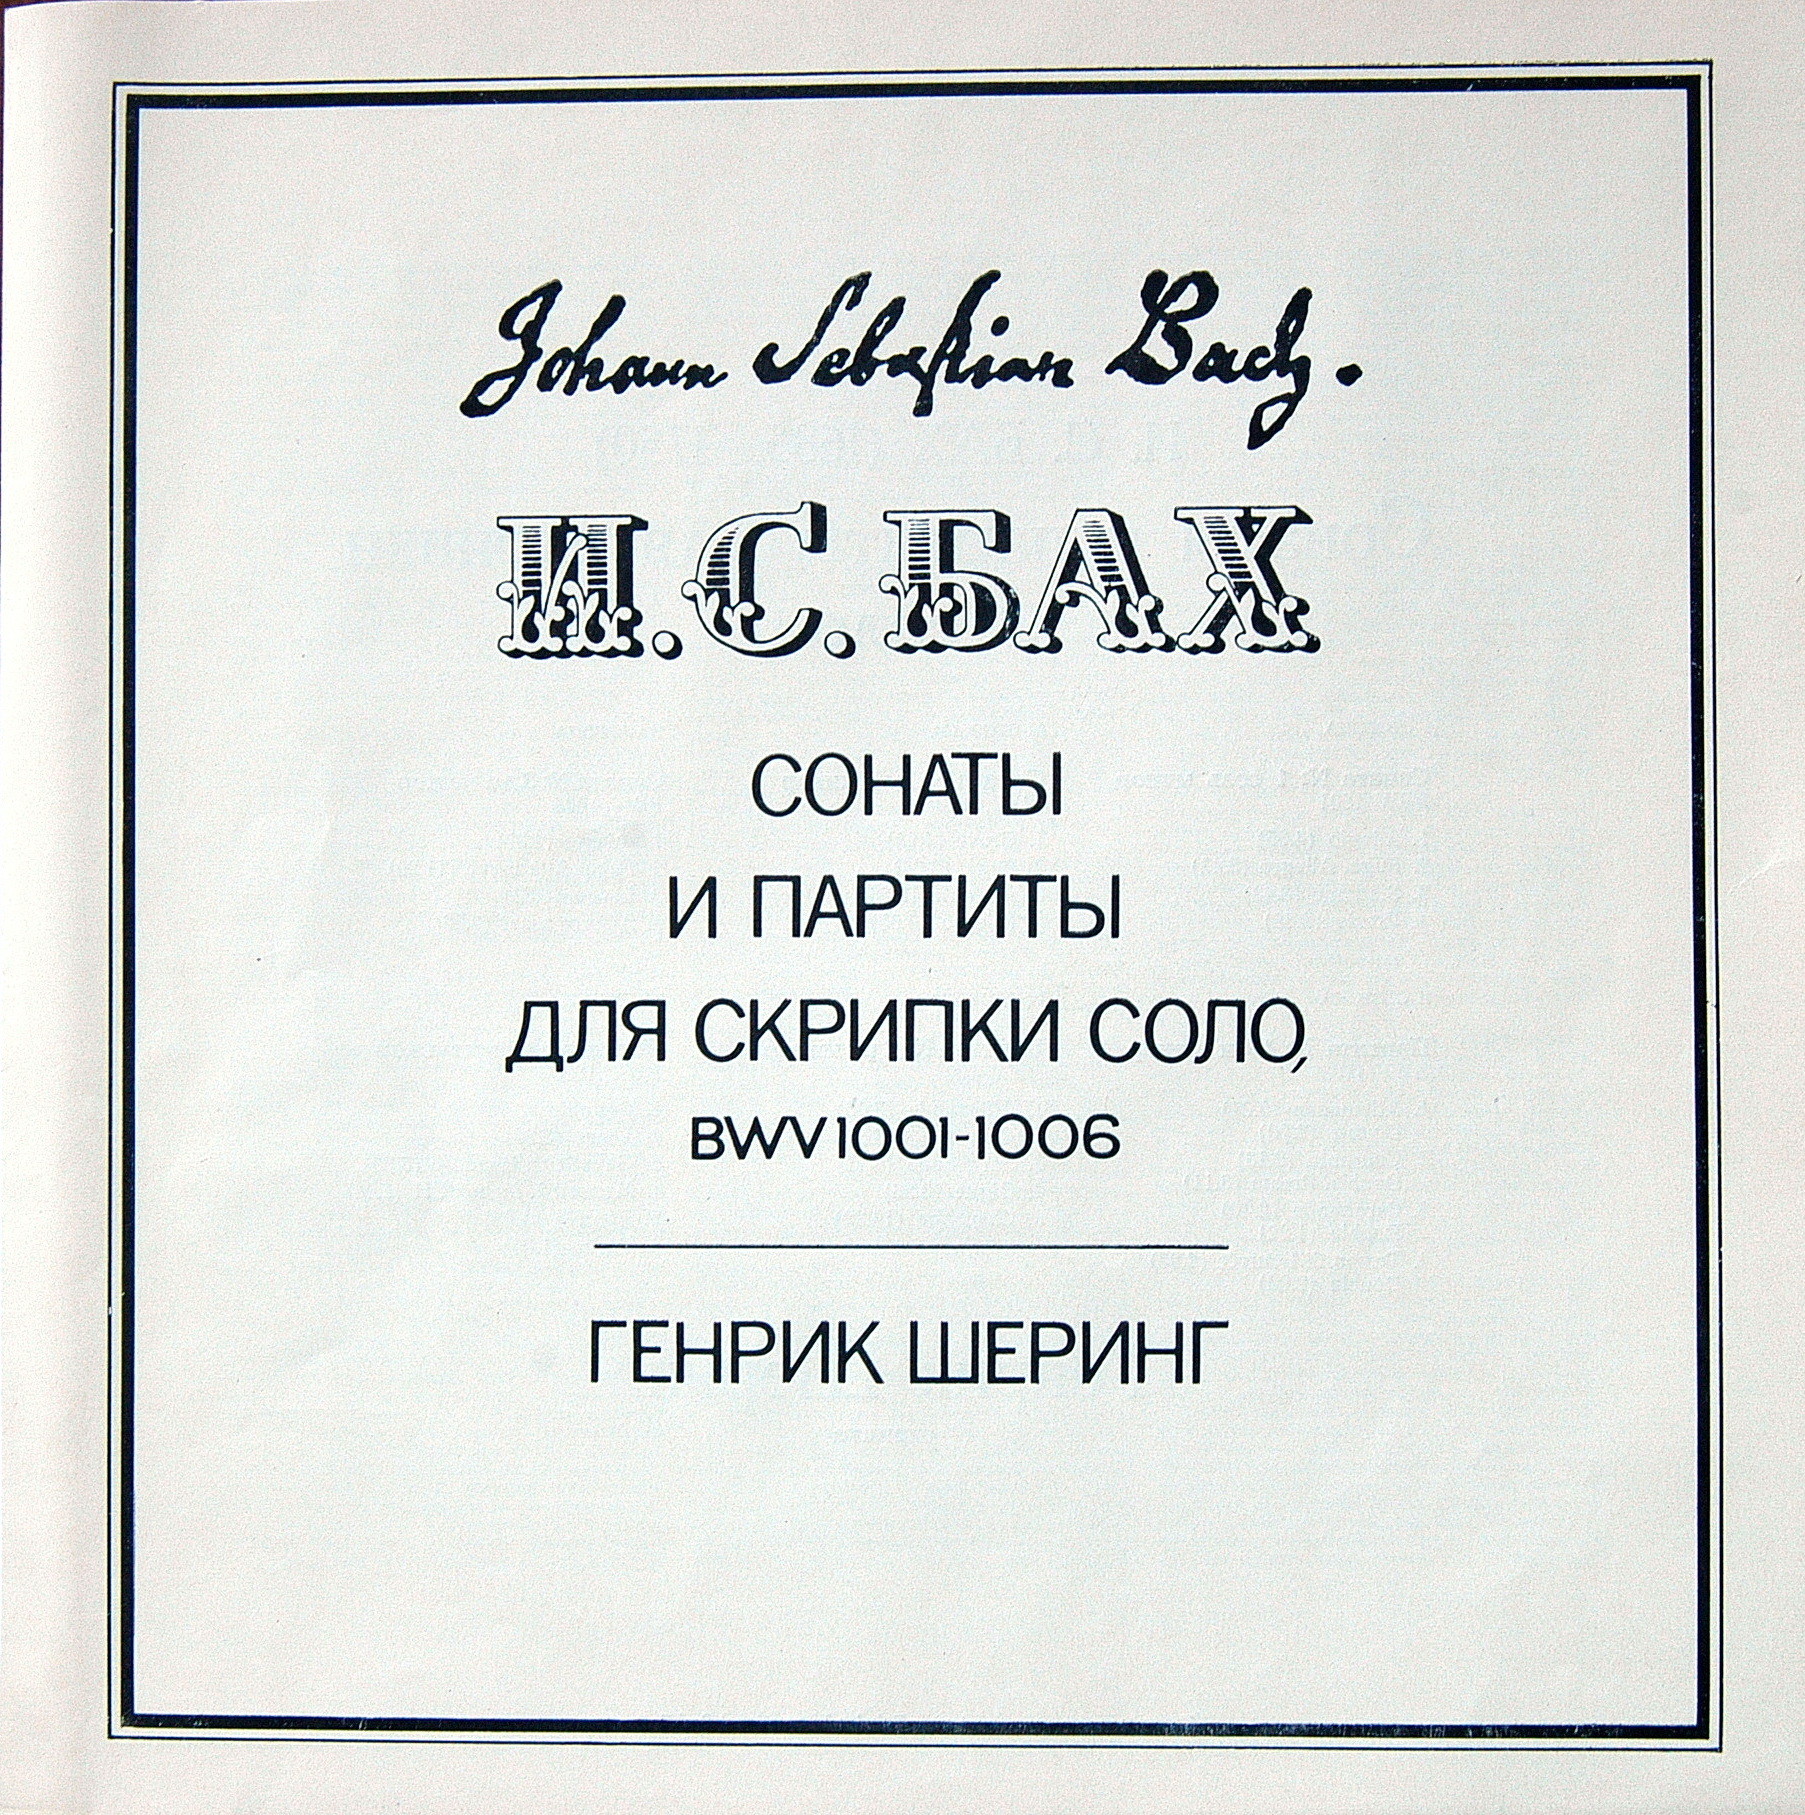 Johann Sebastian Bach.
И.С. БАХ
СОНАТЫ
И ПАРТИТЫ
ДЛЯ СКРИПКИ СОЛО,
BWV 1001-1006
ГЕНРИК ШЕРИНГ